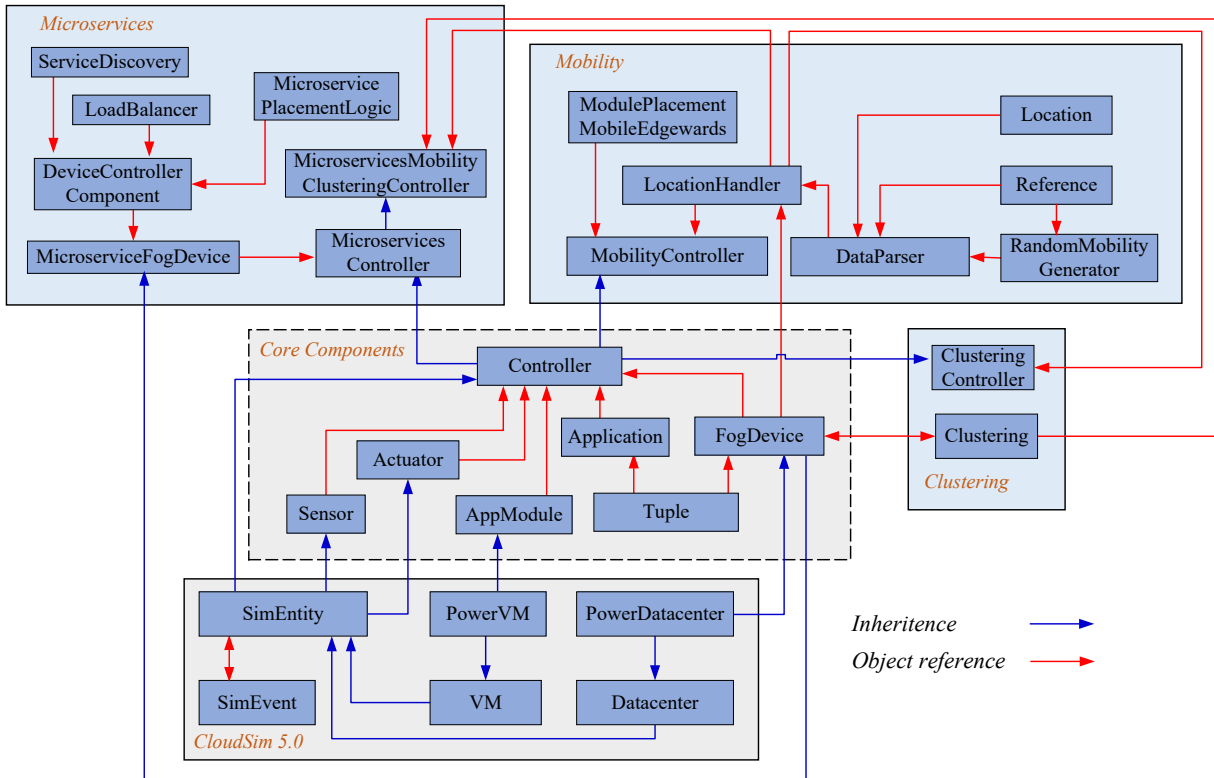 Microservices
ServiceDiscovery
LoadBalancer
Microservice
PlacementLogic
DeviceController
Component
MicroservicesMobility
ClusteringController
MicroserviceFogDevice
Microservices
Controller
Mobility
ModulePlacement
MobileEdgewards
Location
LocationHandler
Reference
MobilityController
DataParser
RandomMobility
Generator
Core Components
Controller
Application
FogDevice
Actuator
Sensor
AppModule
Tuple
Clustering
Controller
Clustering
Clustering
SimEntity
PowerVM
PowerDatacenter
SimEvent
VM
Datacenter
CloudSim 5.0
Inheritence
Object reference